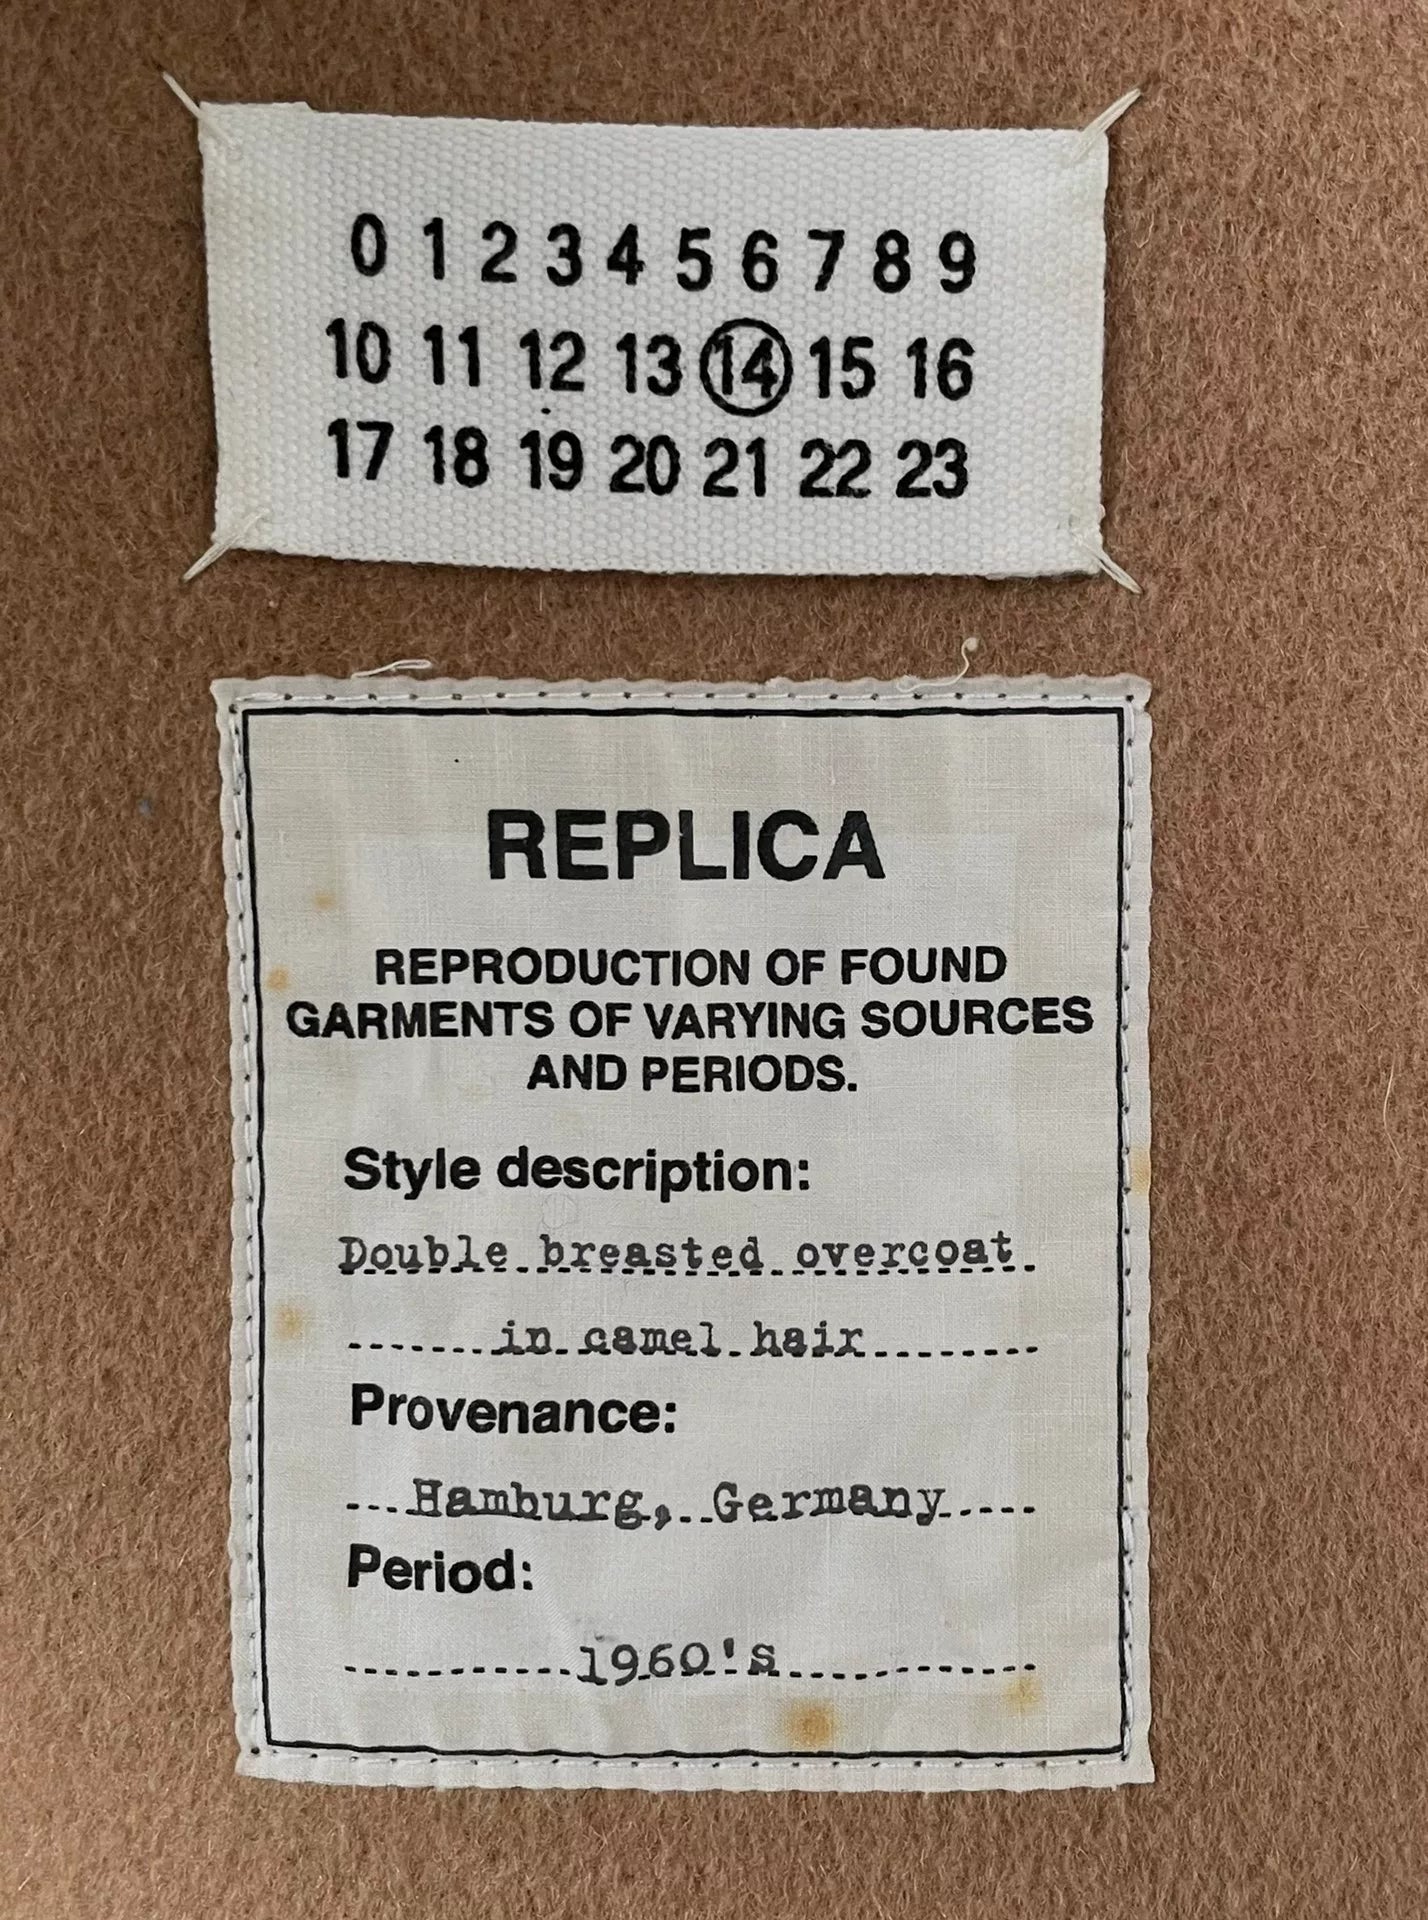 0 1 2 3 4 5 6 7 8 9
10 11 12 13 14 15 16
17 18 19 20 21 22 23
REPLICA
REPRODUCTION OF FOUND
GARMENTS OF VARYING SOURCES
AND PERIODS.
Style description:
Double breasted overcoat
in camel hair
Provenance:
Hamburg, Germany
Period:
1960's